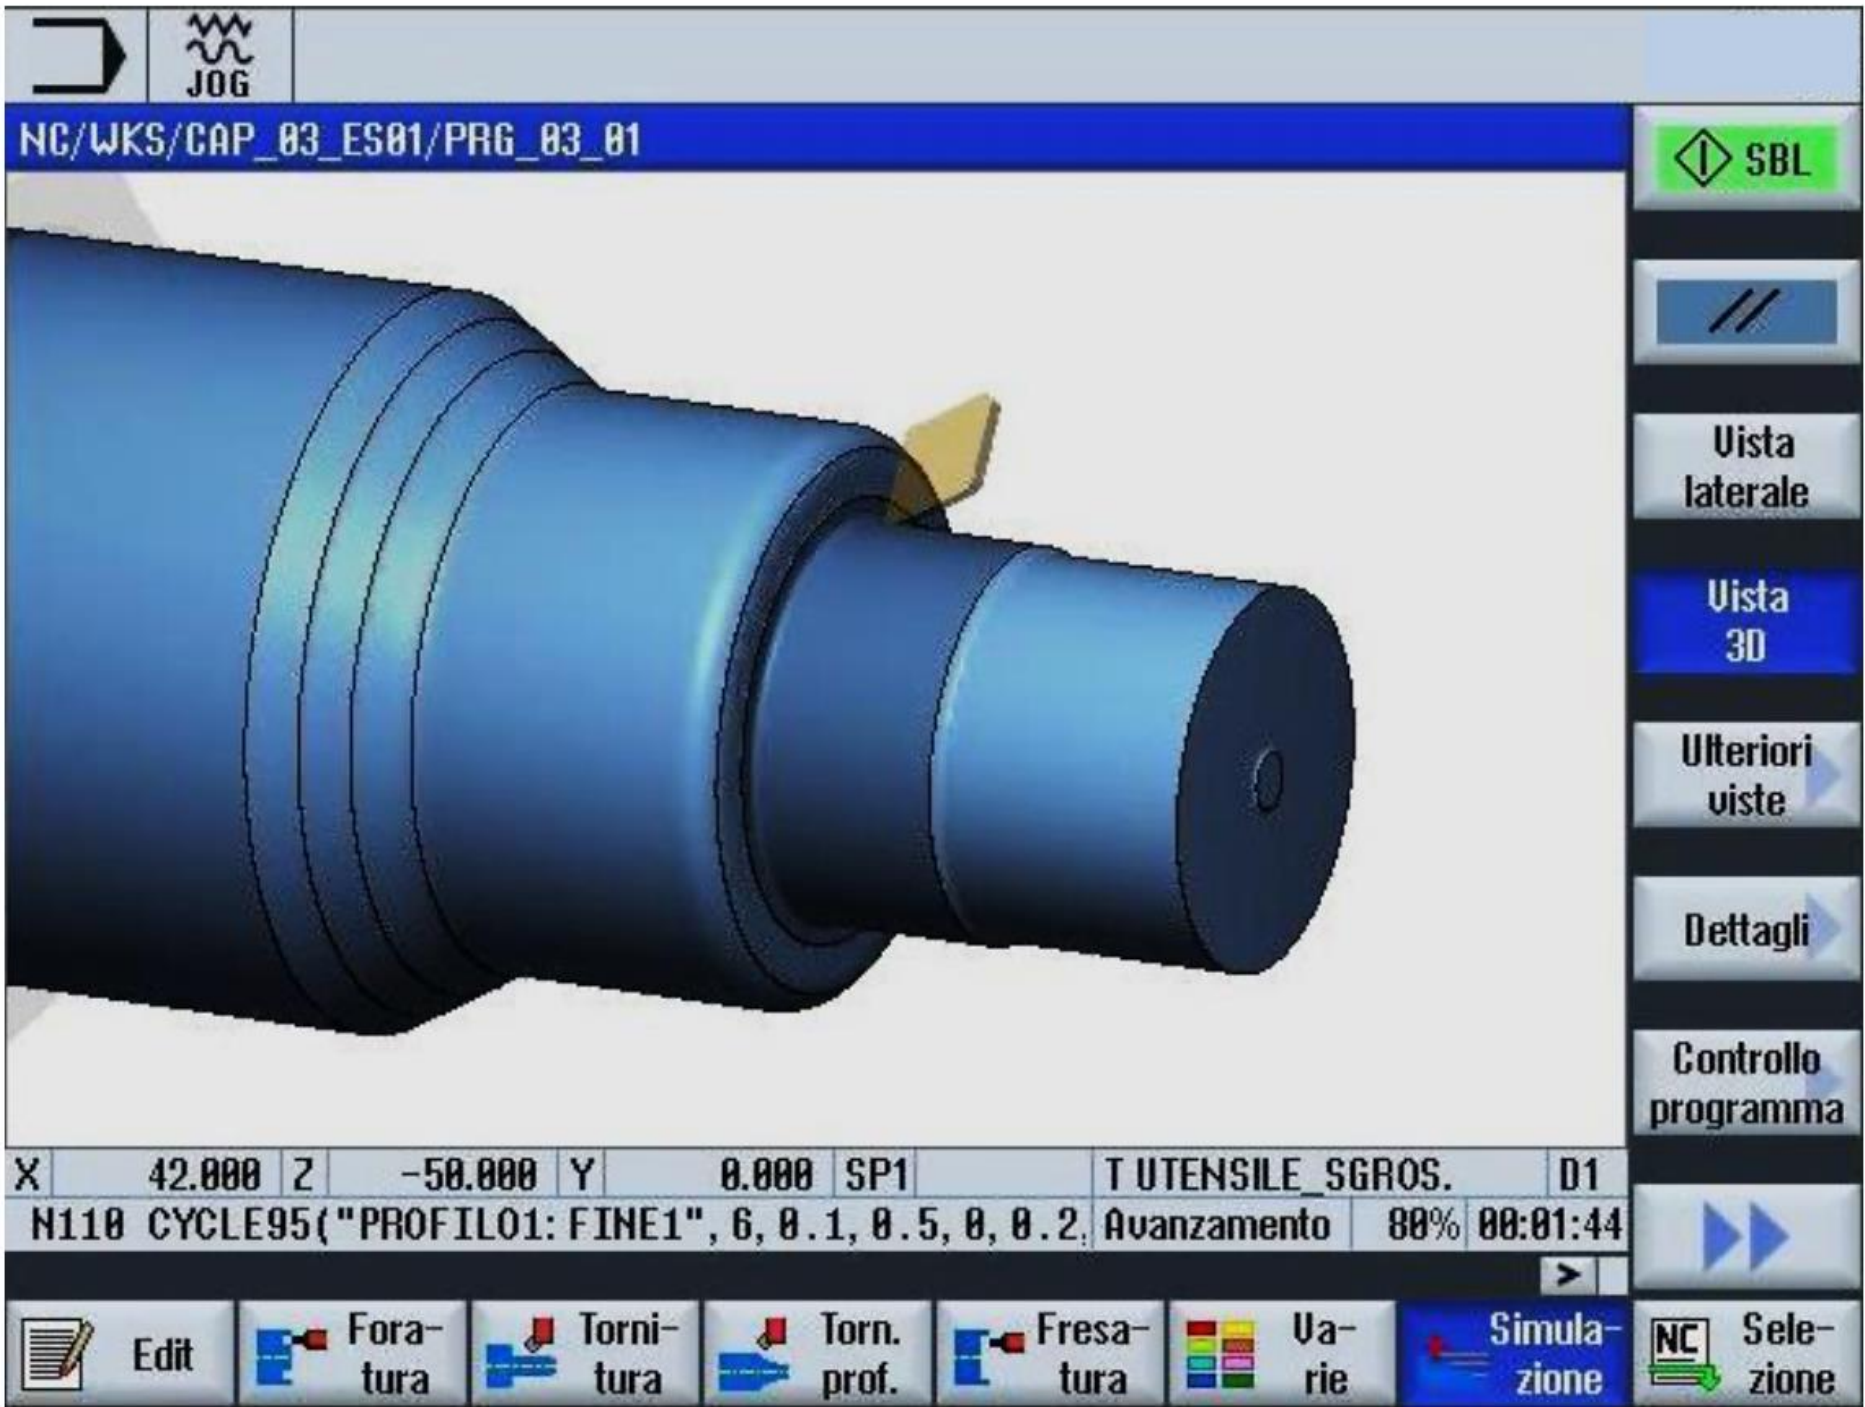 JOG
NC/WKS/CAP_03_ES01/PRG_03_01
SBL
Vista
laterale
Vista
3D
Ulteriori
viste
Dettagli
Controllo
programma
X 42.000 Z -50.000 Y 0.000 SP1 T UTENSILE_SGROS. D1
N110 CYCLE95("PROFILO1:FINE1",6,0.1,0.5,0,0.2, Avanzamento 80% 00:01:44
>
Edit
Fora-
tura
Torni-
tura
Torn.
prof.
Fresa-
tura
Va-
rie
Simula-
zione
NC
Sele-
zione